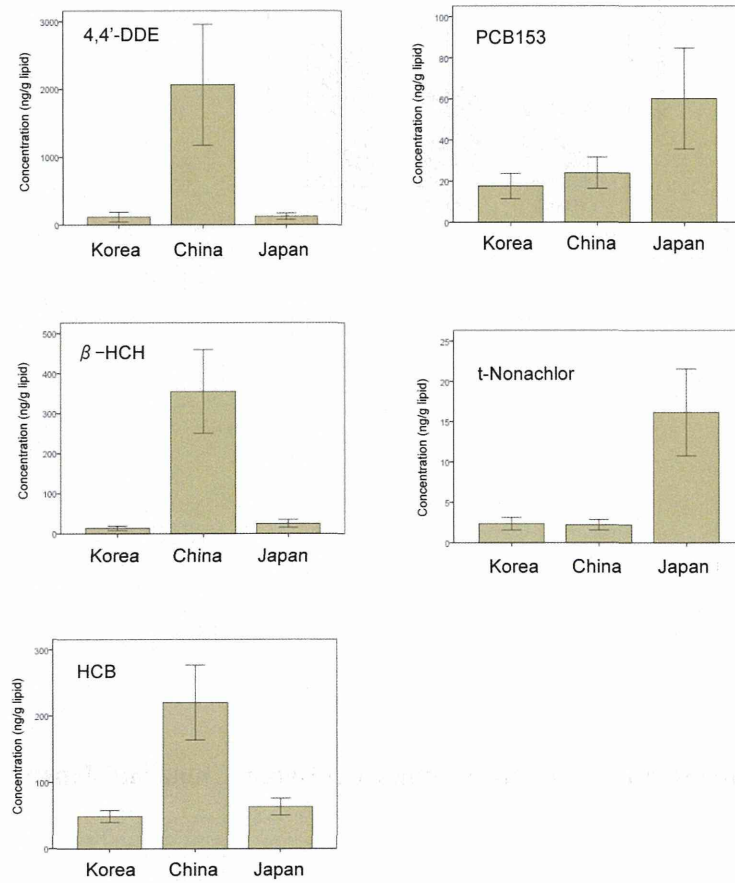 4,4'-DDE
Concentration (ng/g lipid)
3000
2000
1000
0
Korea China Japan
PCB153
Concentration (ng/g lipid)
100
80
60
40
20
0
Korea China Japan
β-HCH
Concentration (ng/g lipid)
500
400
300
200
100
0
Korea China Japan
t-Nonachlor
Concentration (ng/g lipid)
25
20
15
10
5
0
Korea China Japan
HCB
Concentration (ng/g lipid)
300
200
100
0
Korea China Japan